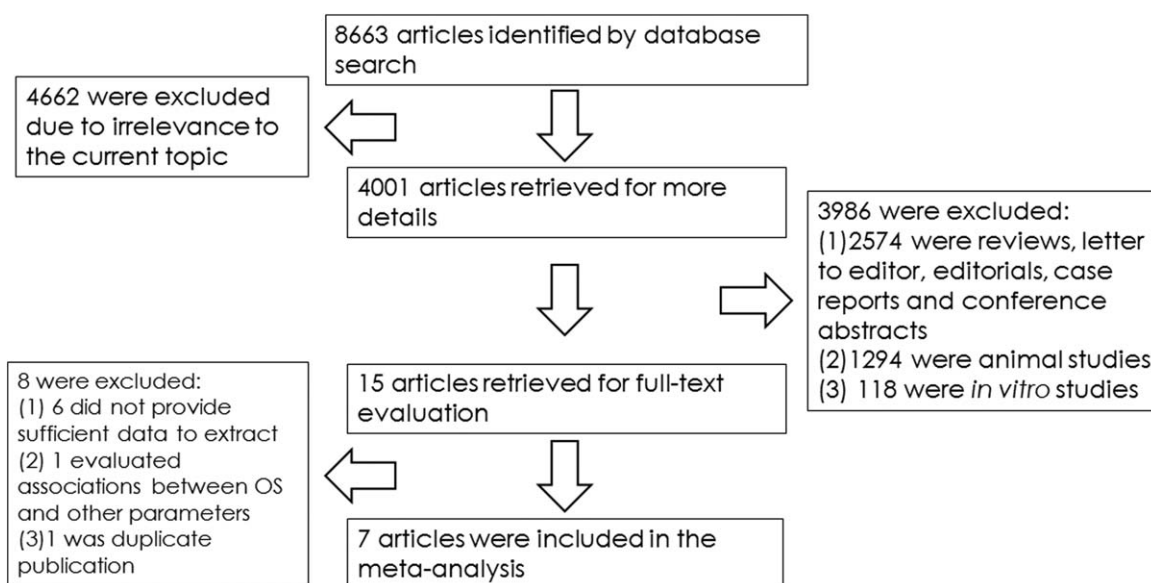 8663 articles identified by database
search
4662 were excluded
due to irrelevance to
the current topic
4001 articles retrieved for more
details
3986 were excluded:
(1)2574 were reviews, letter
to editor, editorials, case
reports and conference
abstracts
(2)1294 were animal studies
(3) 118 were in vitro studies
15 articles retrieved for full-text
evaluation
8 were excluded:
(1) 6 did not provide
sufficient data to extract
(2) 1 evaluated
associations between OS
and other parameters
(3)1 was duplicate
publication
7 articles were included in the
meta-analysis